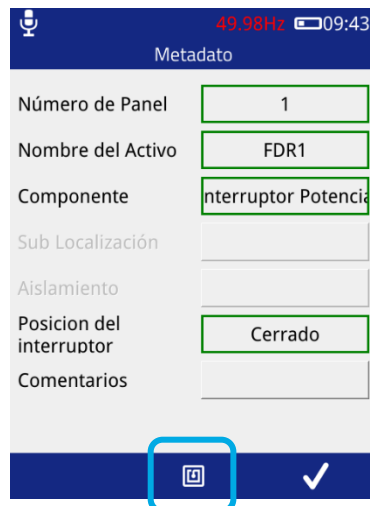 49.98Hz 09:43
Metadato
Número de Panel 1
Nombre del Activo FDR1
Componente nterruptor Potencia
Sub Localización
Aislamiento
Posicion del
interruptor Cerrado
Comentarios